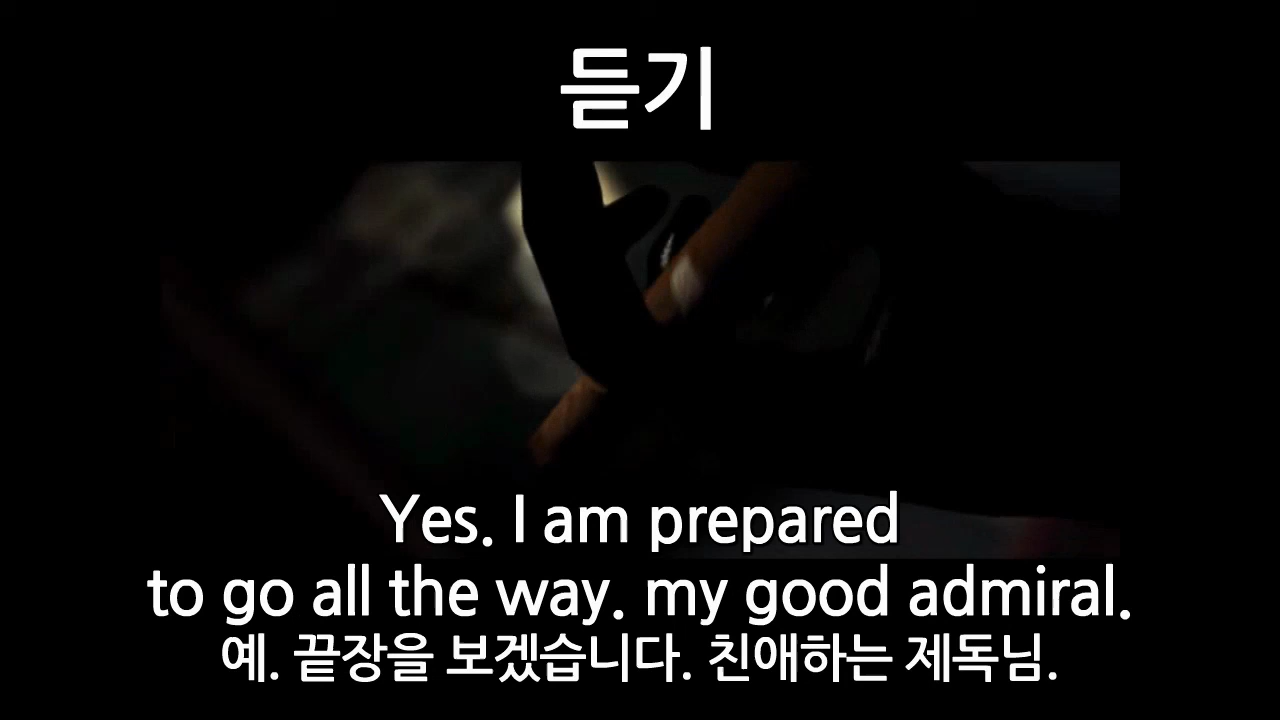 듣기
Yes. I am prepared
to go all the way. my good admiral.
예. 끝장을 보겠습니다. 친애하는 제독님.